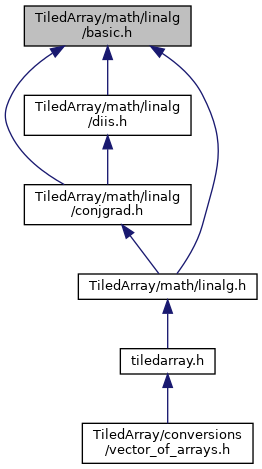 TiledArray/math/linalg
/basic.h
TiledArray/math/linalg
/diis.h
TiledArray/math/linalg
/conjgrad.h
TiledArray/math/linalg.h
tiledarray.h
TiledArray/conversions
/vector_of_arrays.h